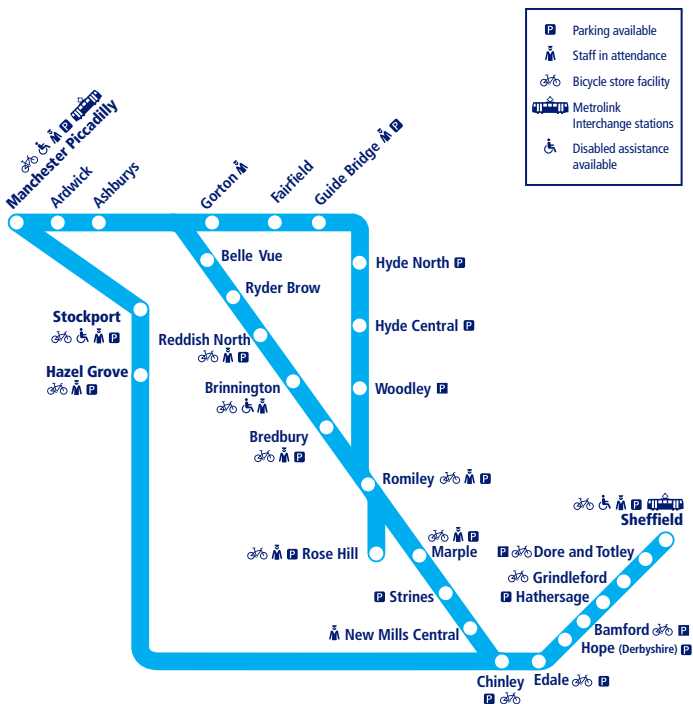 Parking available
Staff in attendance
Bicycle store facility
Metrolink
Interchange stations
Disabled assistance
available
P
P
Manchester Piccadilly
Ardwick
Ashburys
Gorton
Fairfield
Guide Bridge P
Belle Vue
Hyde North P
Ryder Brow
Stockport
P
Hyde Central P
Reddish North
P
Hazel Grove
P
Brinnington
Woodley P
Bredbury
P
Romiley P
P
Sheffield
P
Marple
P Rose Hill
P Dore and Totley
Grindleford
P Strines
P Hathersage
New Mills Central
Bamford P
Hope (Derbyshire) P
Chinley
P
Edale P